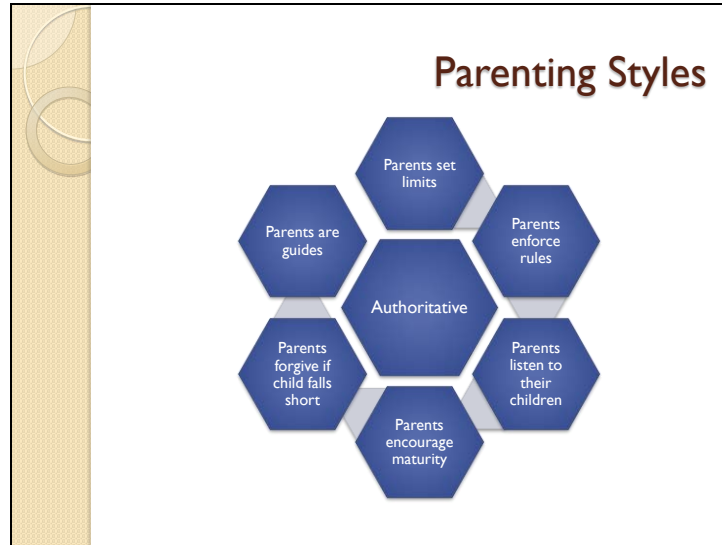 Parenting Styles
Parents set
limits
Parents
enforce
rules
Parents
listen to
their
children
Parents
encourage
maturity
Parents
forgive if
child falls
short
Parents are
guides
Authoritative